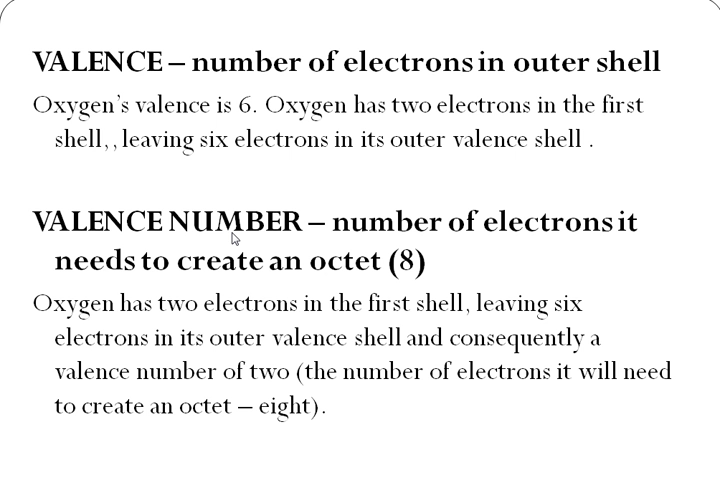 VALENCE – number of electrons in outer shell
Oxygen's valence is 6. Oxygen has two electrons in the first
shell, , leaving six electrons in its outer valence shell .
VALENCE NUMBER – number of electrons it
needs to create an octet (8)
Oxygen has two electrons in the first shell, leaving six
electrons in its outer valence shell and consequently a
valence number of two (the number of electrons it will need
to create an octet – eight).